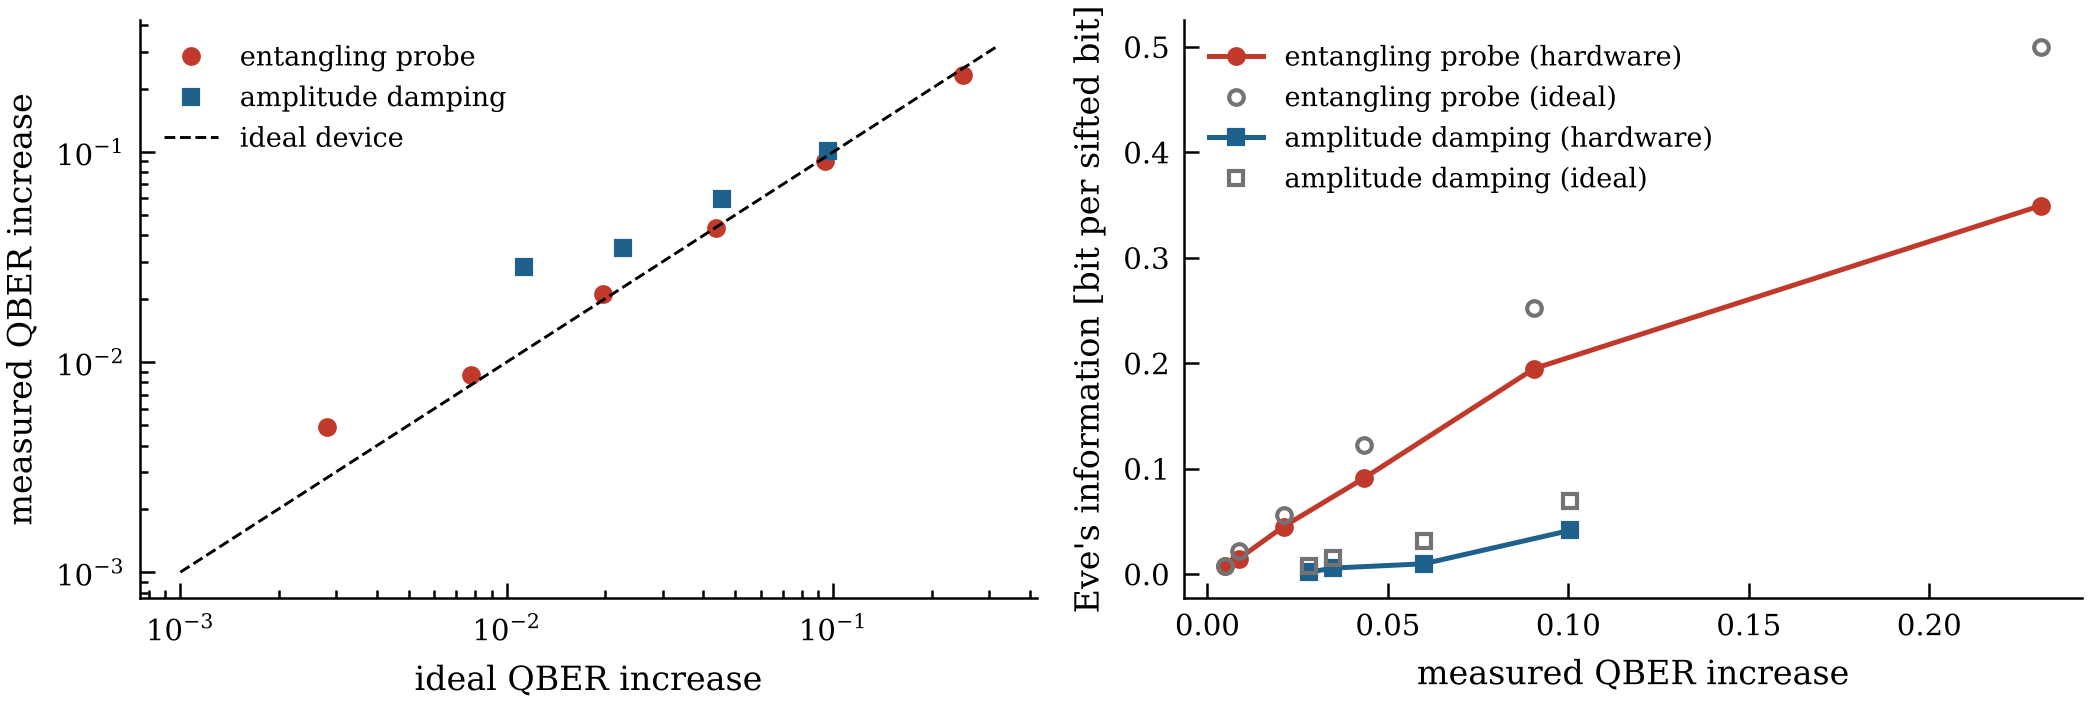 measured QBER increase
10⁻¹
10⁻²
10⁻³
entangling probe
amplitude damping
ideal device
10⁻³ 10⁻² 10⁻¹
ideal QBER increase
Eve's information [bit per sifted bit]
0.5
0.4
0.3
0.2
0.1
0.0
entangling probe (hardware)
entangling probe (ideal)
amplitude damping (hardware)
amplitude damping (ideal)
0.00 0.05 0.10 0.15 0.20
measured QBER increase